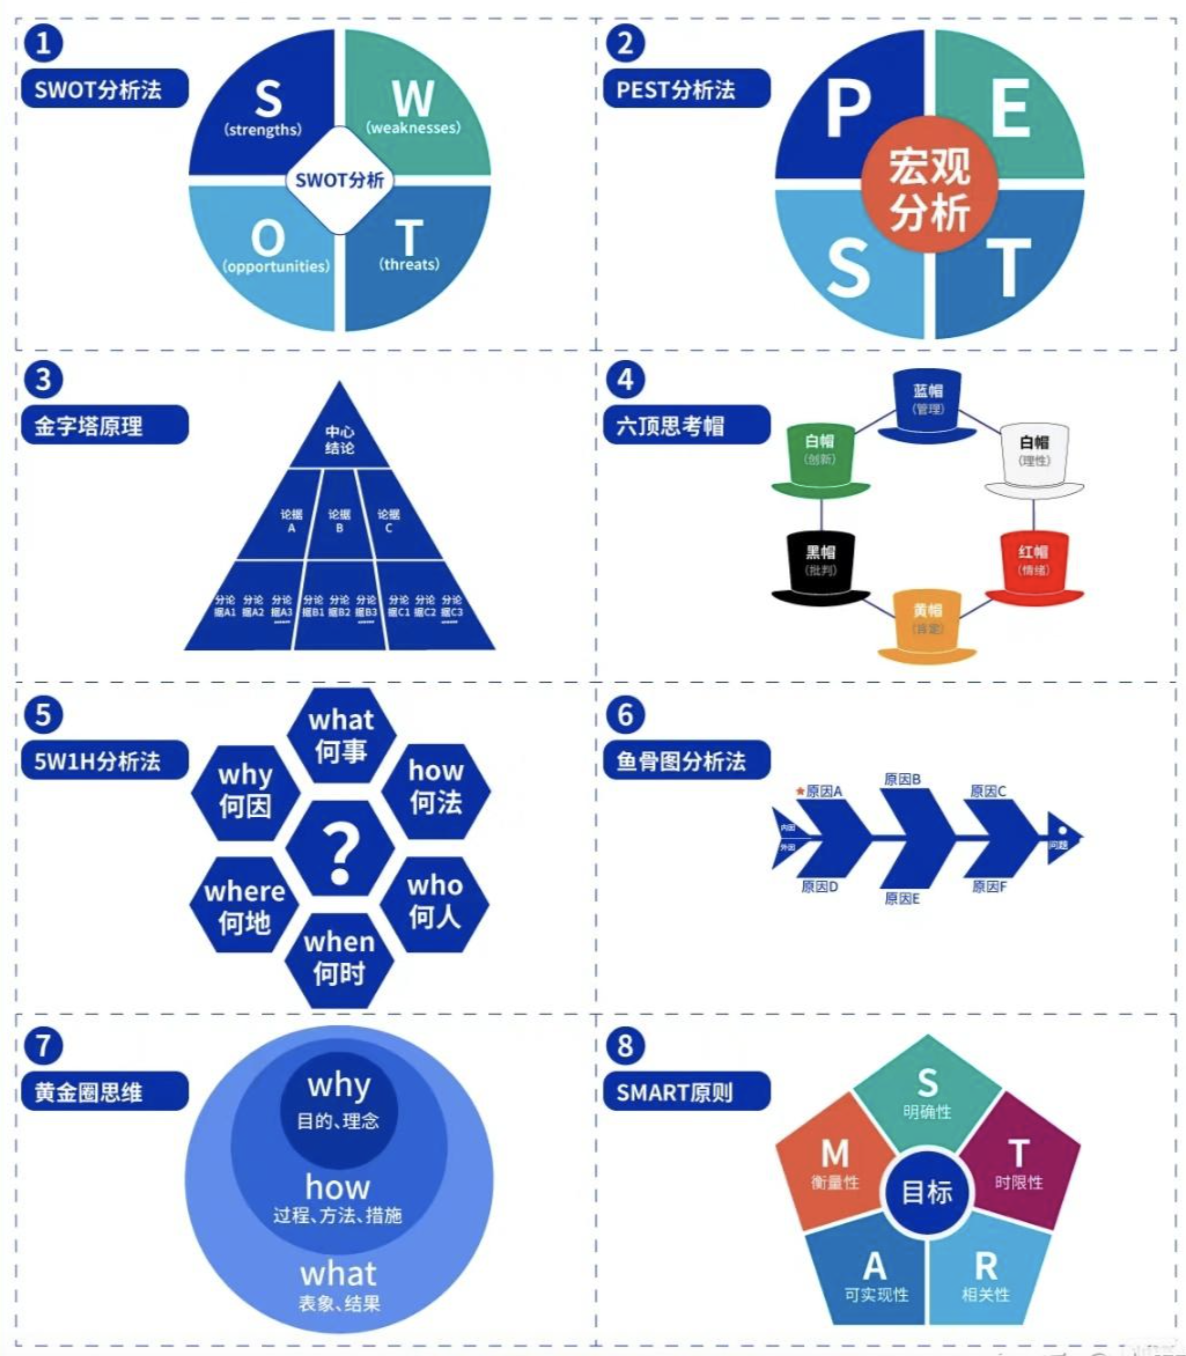 1
SWOT分析法
S
(strengths)
W
(weaknesses)
SWOT分析
O
(opportunities)
T
(threats)
2
PEST分析法
P
E
宏观
分析
S
T
3
金字塔原理
中心
结论
论据
A
论据
B
论据
C
分论
据A1
分论
据A2
分论
据A3
分论
据B1
分论
据B2
分论
据B3
分论
据C1
分论
据C2
分论
据C3
4
六顶思考帽
蓝帽
(管理)
白帽
(创新)
白帽
(理性)
黑帽
(批判)
红帽
(情绪)
黄帽
5
5W1H分析法
what
何事
why
何因
how
何法
?
where
何地
who
何人
when
何时
6
鱼骨图分析法
★原因A
原因B
原因C
内因
外因
问题
原因D
原因E
原因F
7
黄金圈思维
why
目的、理念
how
过程、方法、措施
what
表象、结果
8
SMART原则
S
明确性
M
衡量性
T
时限性
目标
A
可实现性
R
相关性